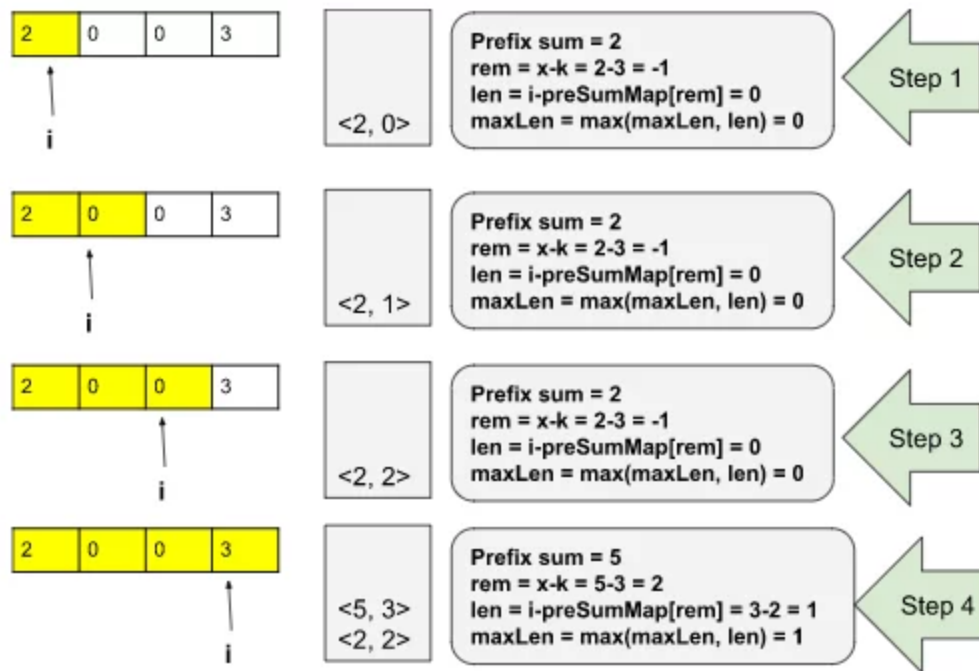 2 0 0 3
i
<2, 0>
Prefix sum = 2
rem = x-k = 2-3 = -1
len = i-preSumMap[rem] = 0
maxLen = max(maxLen, len) = 0
Step 1
2 0 0 3
i
<2, 1>
Prefix sum = 2
rem = x-k = 2-3 = -1
len = i-preSumMap[rem] = 0
maxLen = max(maxLen, len) = 0
Step 2
2 0 0 3
i
<2, 2>
Prefix sum = 2
rem = x-k = 2-3 = -1
len = i-preSumMap[rem] = 0
maxLen = max(maxLen, len) = 0
Step 3
2 0 0 3
i
<5, 3>
<2, 2>
Prefix sum = 5
rem = x-k = 5-3 = 2
len = i-preSumMap[rem] = 3-2 = 1
maxLen = max(maxLen, len) = 1
Step 4